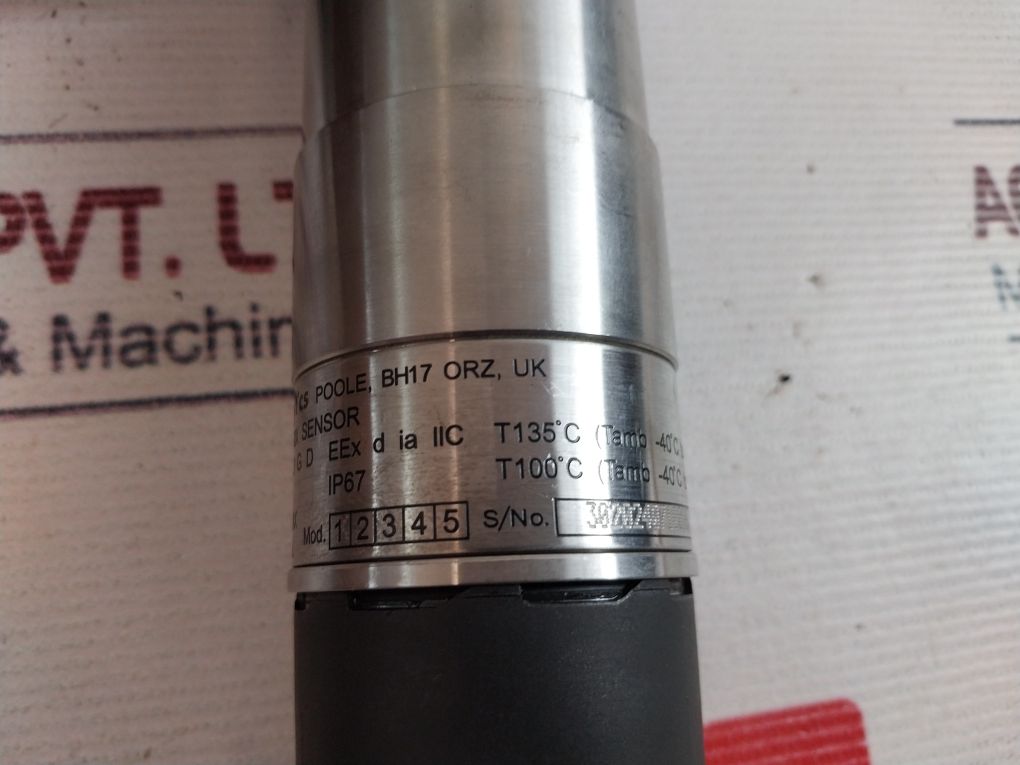 PVT. LT
& Machin
POOLE, BH17 ORZ, UK
SENSOR
G D EEx d ia IIC T135°C (Tamb -40°C
IP67 T100°C (Tamb -40°C
Mod. 1 2 3 4 5 S/No.